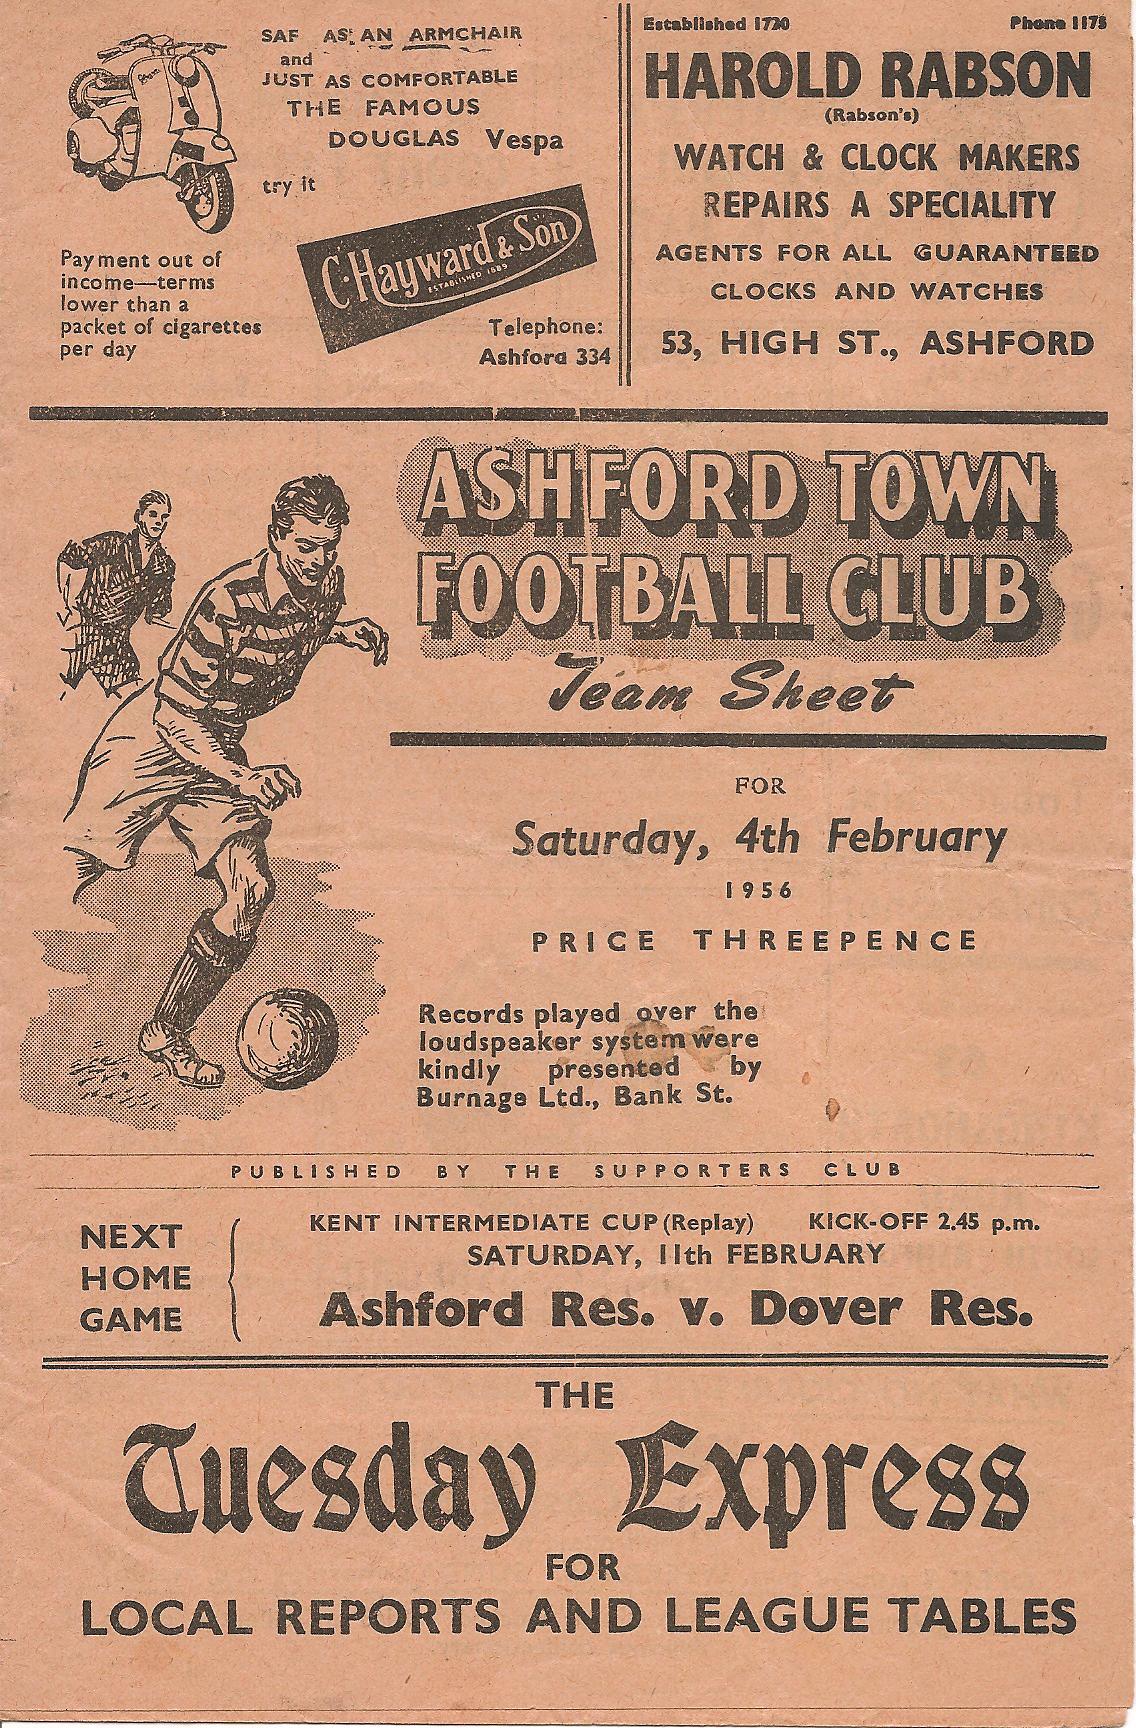 SAF AS AN ARMCHAIR
and
JUST AS COMFORTABLE
THE FAMOUS
DOUGLAS Vespa
try it
C. Hayward & Son
ESTABLISHED 1889
Payment out of
income—terms
lower than a
packet of cigarettes
per day
Telephone:
Ashford 334
Established 1720 Phone 1175
HAROLD RABSON
(Rabson's)
WATCH & CLOCK MAKERS
REPAIRS A SPECIALITY
AGENTS FOR ALL GUARANTEED
CLOCKS AND WATCHES
53, HIGH ST., ASHFORD
ASHFORD TOWN
FOOTBALL CLUB
Team Sheet
FOR
Saturday, 4th February
1956
PRICE THREEPENCE
Records played over the
loudspeaker system were
kindly presented by
Burnage Ltd., Bank St.
PUBLISHED BY THE SUPPORTERS CLUB
NEXT
HOME
GAME
KENT INTERMEDIATE CUP (Replay) KICK-OFF 2.45 p.m.
SATURDAY, 11th FEBRUARY
Ashford Res. v. Dover Res.
THE
Tuesday Express
FOR
LOCAL REPORTS AND LEAGUE TABLES